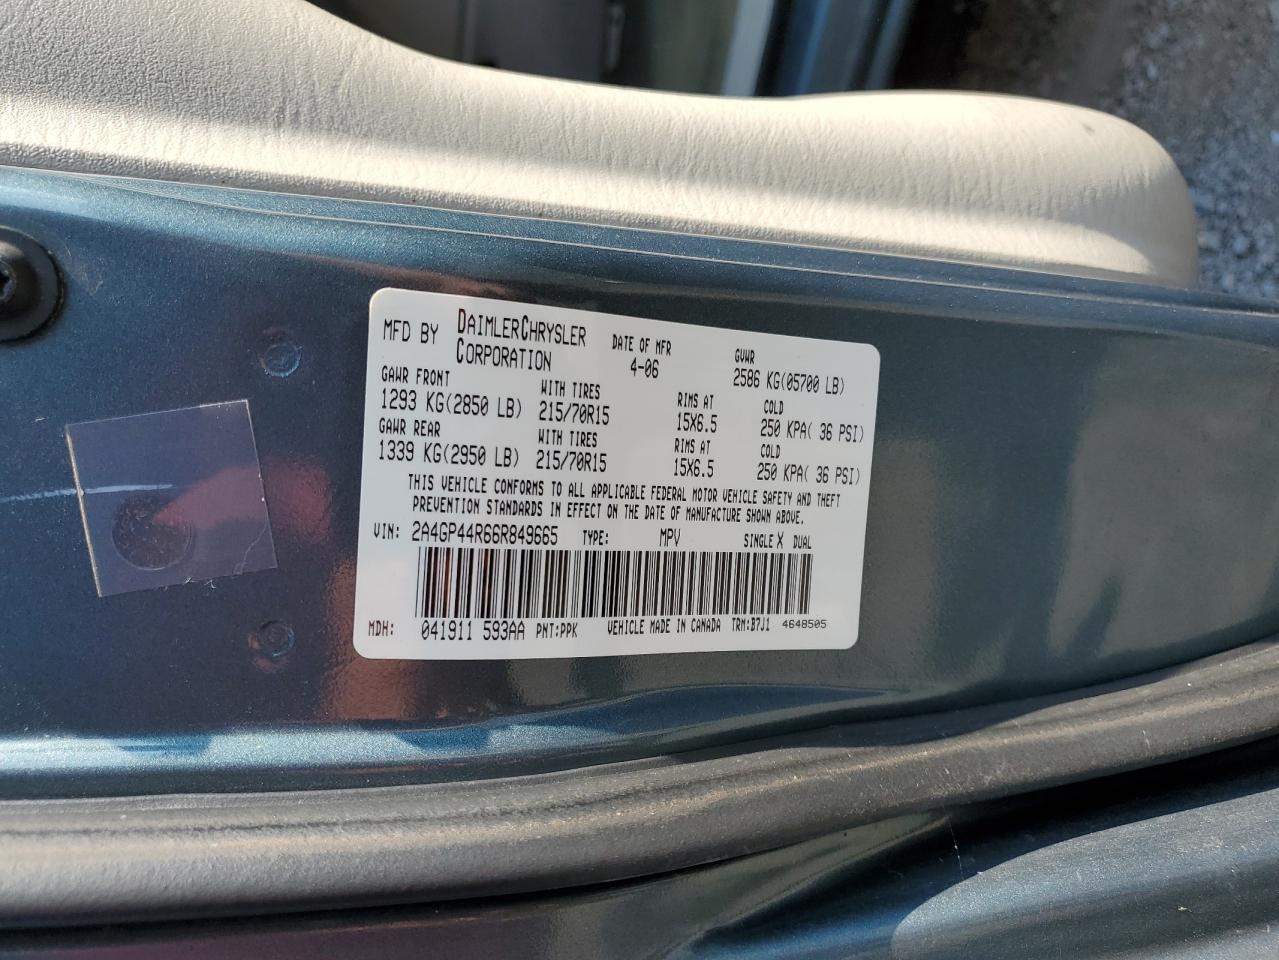 MFD BY DAIMLERCHRYSLER CORPORATION DATE OF MFR 4-06 GVWR 2586 KG(05700 LB)
GAWR FRONT WITH TIRES RIMS AT COLD
1293 KG(2850 LB) 215/70R15 15X6.5 250 KPA( 36 PSI)
GAWR REAR WITH TIRES RIMS AT COLD
1339 KG(2950 LB) 215/70R15 15X6.5 250 KPA( 36 PSI)
THIS VEHICLE CONFORMS TO ALL APPLICABLE FEDERAL MOTOR VEHICLE SAFETY AND THEFT
PREVENTION STANDARDS IN EFFECT ON THE DATE OF MANUFACTURE SHOWN ABOVE.
VIN: 2A4GP44R66R849665 TYPE: MPV SINGLE X DUAL
MDH: 041911 593AA PNT:PPK VEHICLE MADE IN CANADA TRM:B7J1 4648505